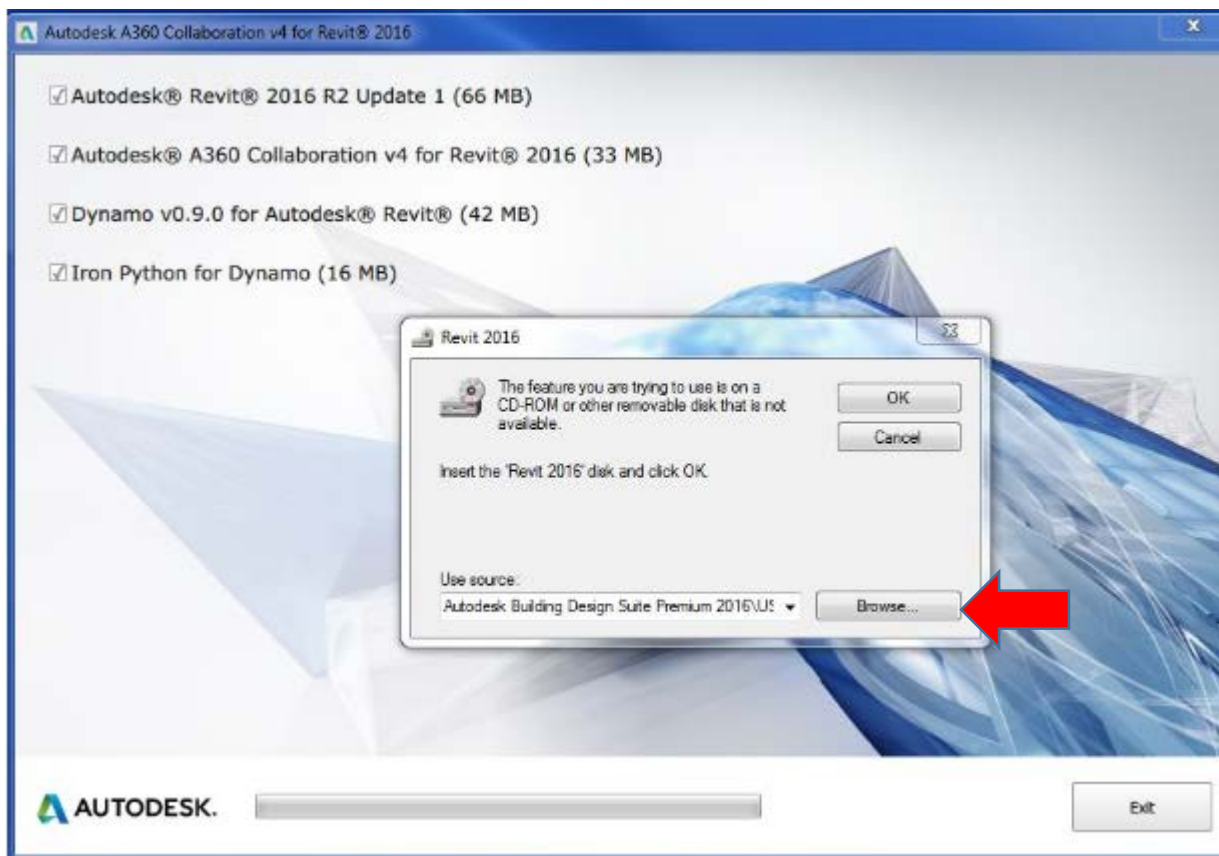 Autodesk A360 Collaboration v4 for Revit® 2016
Autodesk® Revit® 2016 R2 Update 1 (66 MB)
Autodesk® A360 Collaboration v4 for Revit® 2016 (33 MB)
Dynamo v0.9.0 for Autodesk® Revit® (42 MB)
Iron Python for Dynamo (16 MB)
Revit 2016
The feature you are trying to use is on a
CD-ROM or other removable disk that is not
available.
OK
Cancel
Insert the 'Revit 2016' disk and click OK.
Use source:
Autodesk Building Design Suite Premium 2016\US
Browse...
AUTODESK.
Exit